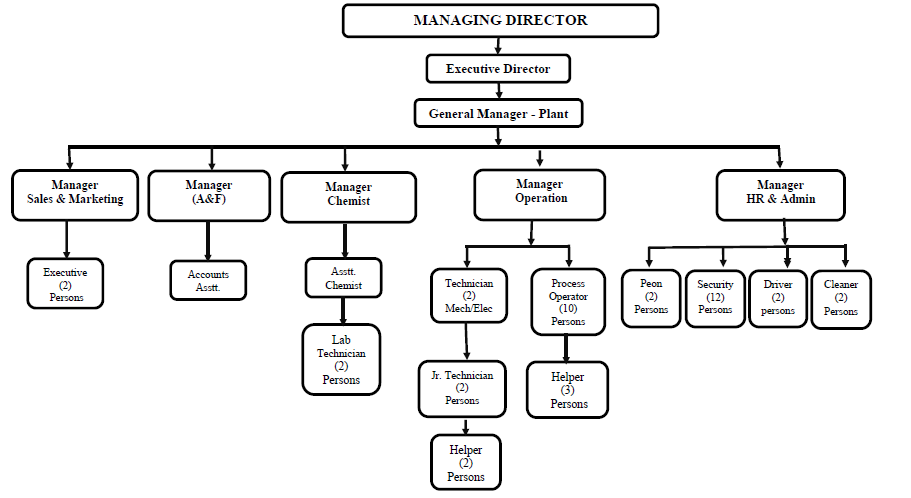 MANAGING DIRECTOR
Executive Director
General Manager - Plant
Manager
Sales & Marketing
Manager
(A&F)
Manager
Chemist
Manager
Operation
Manager
HR & Admin
Executive
(2)
Persons
Accounts
Asstt.
Asstt.
Chemist
Lab
Technician
(2)
Persons
Technician
(2)
Mech/Elec
Process
Operator
(10)
Persons
Jr. Technician
(2)
Persons
Helper
(3)
Persons
Helper
(2)
Persons
Peon
(2)
Persons
Security
(12)
Persons
Driver
(2)
persons
Cleaner
(2)
Persons